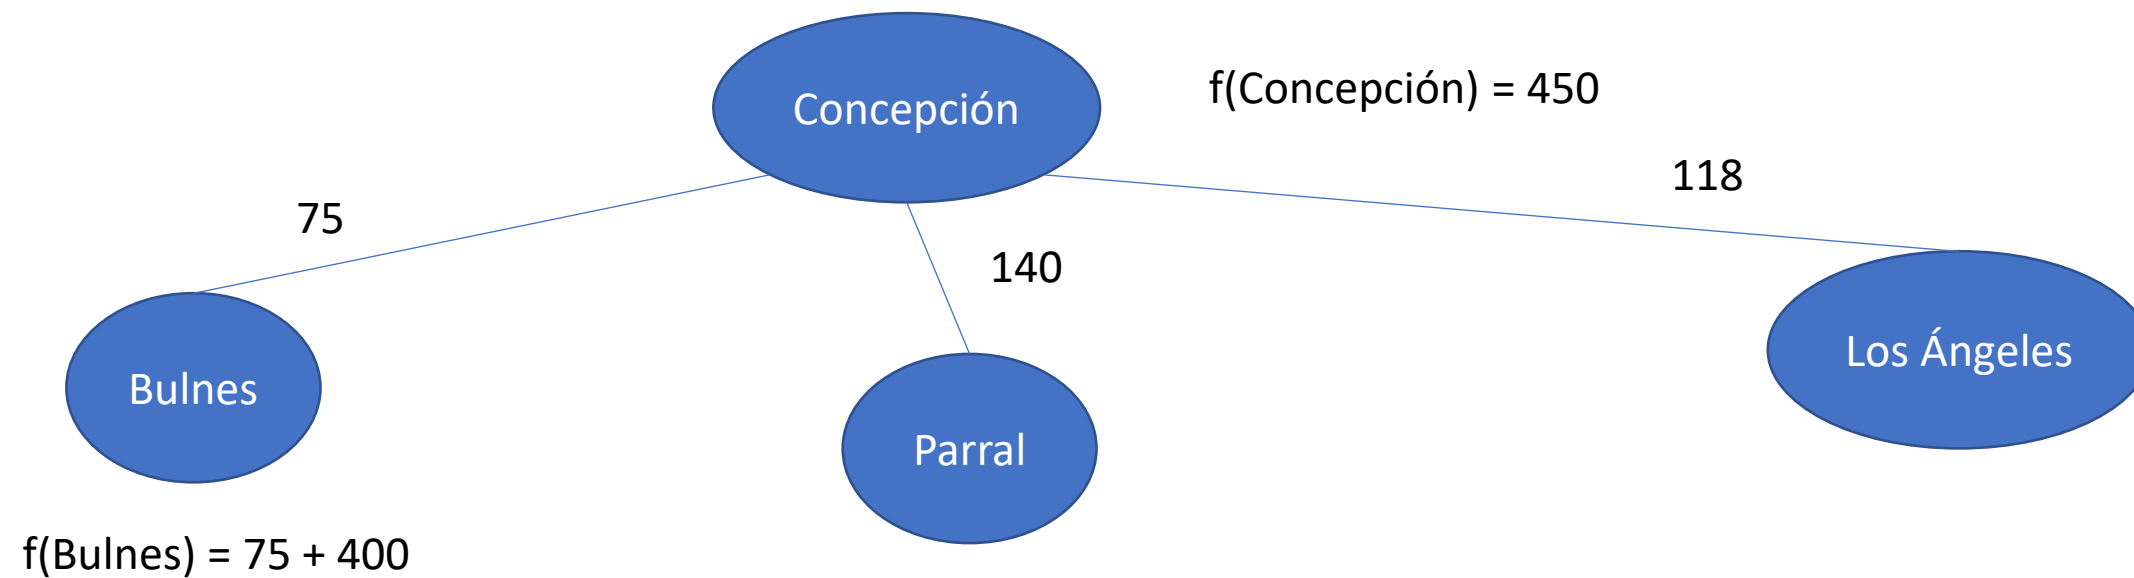 Concepción
f(Concepción) = 450
118
75
140
Los Ángeles
Bulnes
Parral
f(Bulnes) = 75 + 400